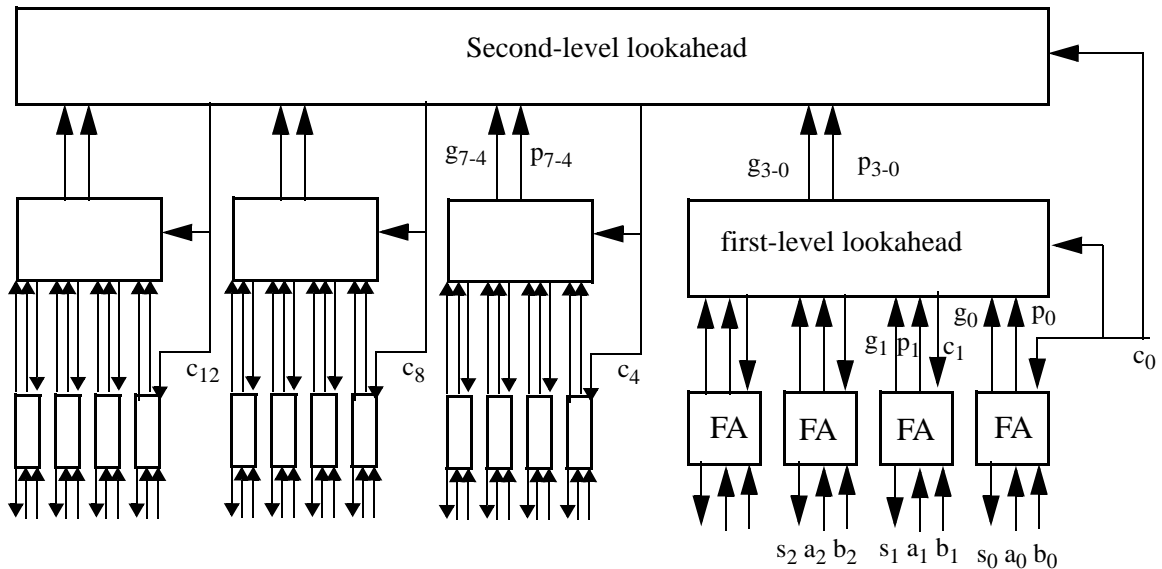 Second-level lookahead
g7-4 p7-4
g3-0 p3-0
first-level lookahead
g1 p1 c1 g0 p0
c12 c8 c4 c0
FA FA FA FA
s2 a2 b2 s1 a1 b1 s0 a0 b0